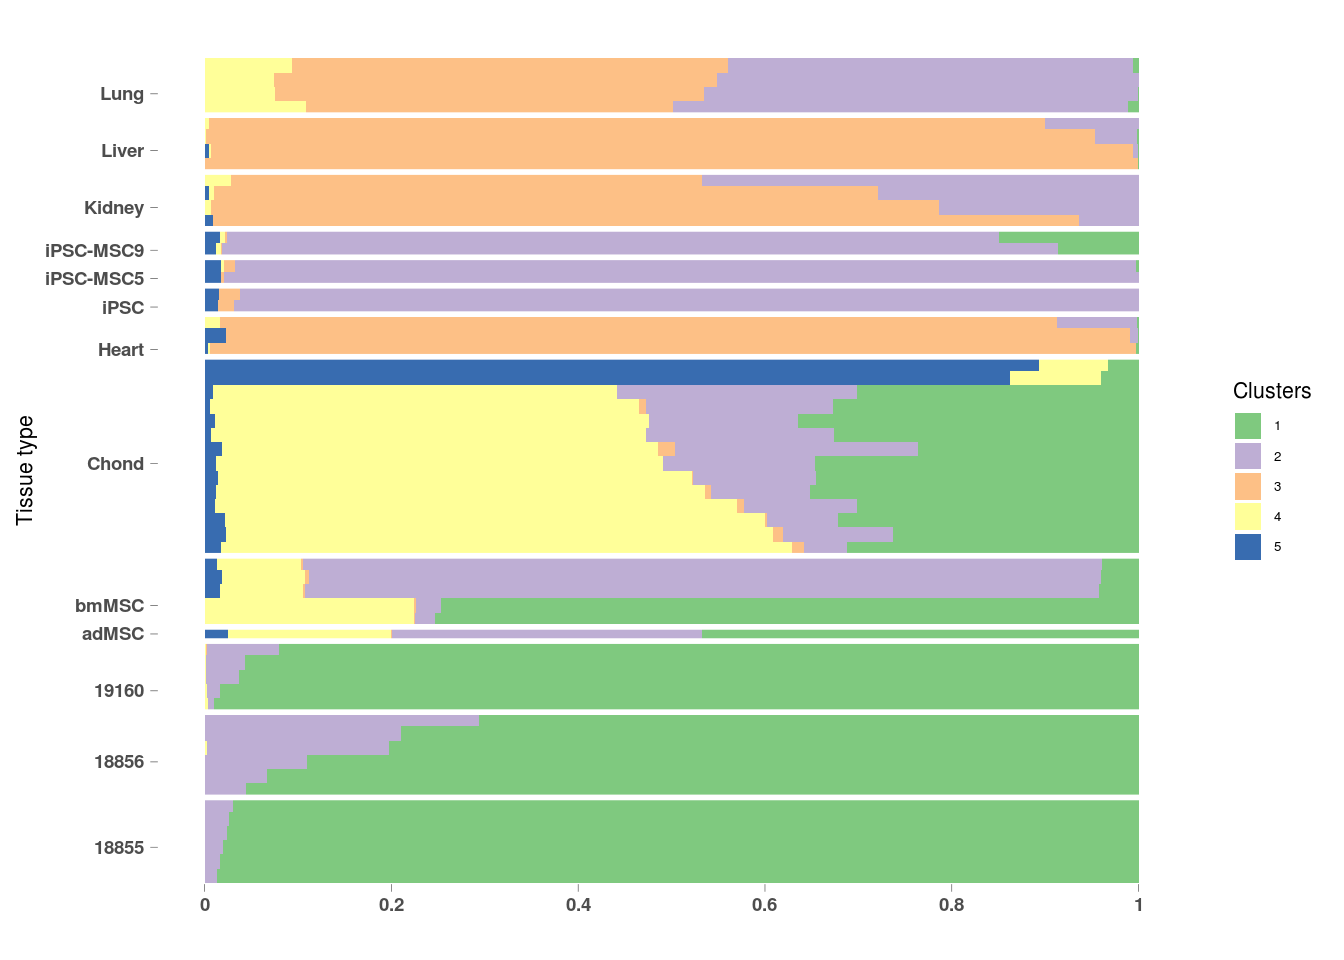 Lung
Liver
Kidney
iPSC-MSC9
iPSC-MSC5
iPSC
Heart
Chond
bmMSC
adMSC
19160
18856
18855
Tissue type
0 0.2 0.4 0.6 0.8 1
Clusters
1
2
3
4
5